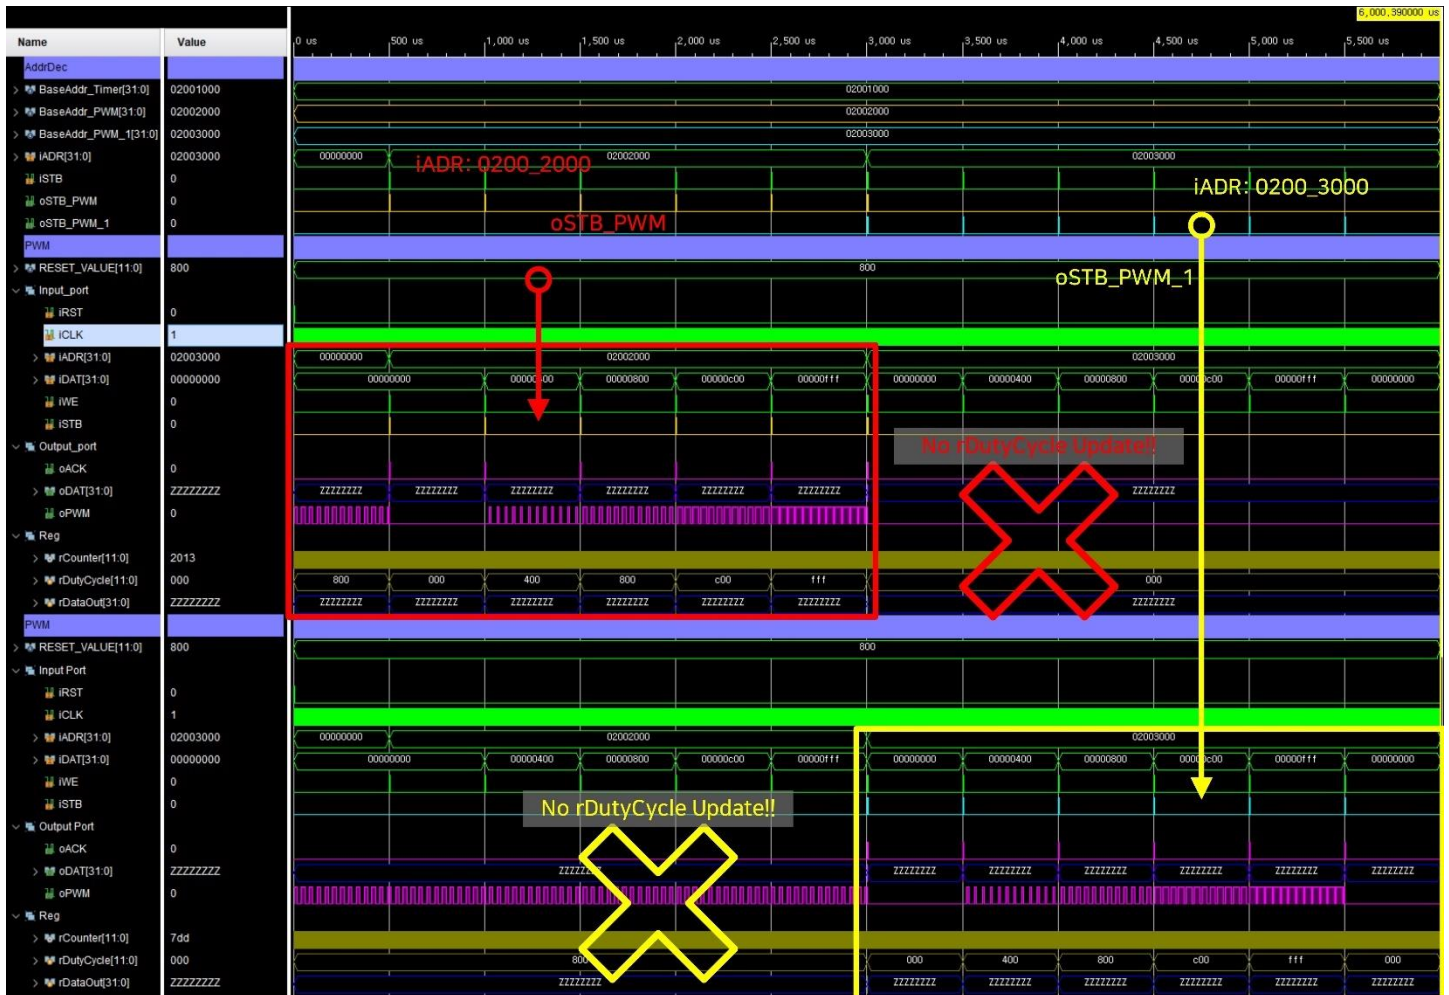 6,000,390000 us
Name Value 0 us 500 us 1,000 us 1,500 us 2,000 us 2,500 us 3,000 us 3,500 us 4,000 us 4,500 us 5,000 us 5,500 us
AddrDec
BaseAddr_Timer[31:0] 02001000 02001000
BaseAddr_PWM[31:0] 02002000 02002000
BaseAddr_PWM_1[31:0] 02003000 02003000
iADR[31:0] 02003000 00000000 02002000 02003000
iADR: 0200_2000
iSTB 0
iADR: 0200_3000
oSTB_PWM 0
oSTB_PWM_1 0
oSTB_PWM
PWM
RESET_VALUE[11:0] 800 800
oSTB_PWM_1
Input_port
iRST 0
iCLK 1
iADR[31:0] 02003000 00000000 02002000 02003000
iDAT[31:0] 00000000 00000000 00000400 00000800 00000c00 00000fff 00000000 00000400 00000800 00000c00 00000fff 00000000
iWE 0
iSTB 0
Output_port
No rDutyCycle Update!!
oACK 0
oDAT[31:0] ZZZZZZZZ ZZZZZZZZ ZZZZZZZZ ZZZZZZZZ ZZZZZZZZ ZZZZZZZZ ZZZZZZZZ ZZZZZZZZ
oPWM 0
Reg
rCounter[11:0] 2013
rDutyCycle[11:0] 000 800 000 400 800 c00 fff 000
rDataOut[31:0] ZZZZZZZZ ZZZZZZZZ ZZZZZZZZ ZZZZZZZZ ZZZZZZZZ ZZZZZZZZ ZZZZZZZZ ZZZZZZZZ
PWM
RESET_VALUE[11:0] 800 800
Input Port
iRST 0
iCLK 1
iADR[31:0] 02003000 00000000 02002000 02003000
iDAT[31:0] 00000000 00000000 00000400 00000800 00000c00 00000fff 00000000 00000400 00000800 00000c00 00000fff 00000000
iWE 0
iSTB 0
No rDutyCycle Update!!
Output Port
oACK 0
oDAT[31:0] ZZZZZZZZ ZZZZZZZZ ZZZZZZZZ ZZZZZZZZ ZZZZZZZZ ZZZZZZZZ ZZZZZZZZ ZZZZZZZZ
oPWM 0
Reg
rCounter[11:0] 7dd
rDutyCycle[11:0] 000 800 000 400 800 c00 fff 000
rDataOut[31:0] ZZZZZZZZ ZZZZZZZZ ZZZZZZZZ ZZZZZZZZ ZZZZZZZZ ZZZZZZZZ ZZZZZZZZ ZZZZZZZZ